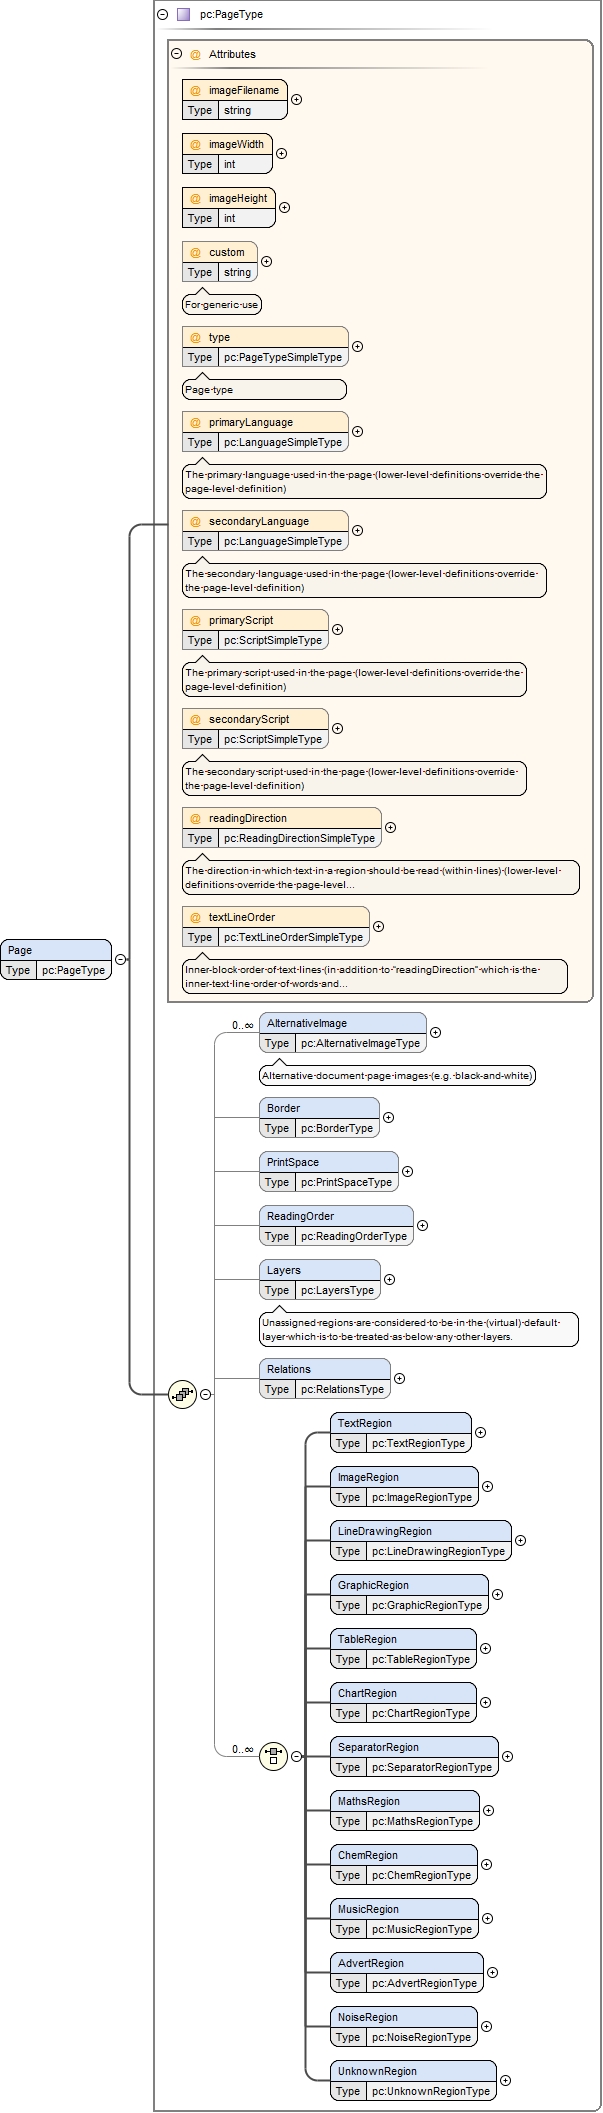 pc:PageType
@ Attributes
@ imageFilename
Type string
@ imageWidth
Type int
@ imageHeight
Type int
@ custom
Type string
For generic use
@ type
Type pc:PageTypeSimpleType
Page type
@ primaryLanguage
Type pc:LanguageSimpleType
The primary language used in the page (lower-level definitions override the
page-level definition)
@ secondaryLanguage
Type pc:LanguageSimpleType
The secondary language used in the page (lower-level definitions override
the page-level definition)
@ primaryScript
Type pc:ScriptSimpleType
The primary script used in the page (lower-level definitions override the
page-level definition)
@ secondaryScript
Type pc:ScriptSimpleType
The secondary script used in the page (lower-level definitions override
the page-level definition)
@ readingDirection
Type pc:ReadingDirectionSimpleType
The direction in which text in a region should be read (within lines) (lower-level
definitions override the page-level...
@ textLineOrder
Type pc:TextLineOrderSimpleType
Inner-block order of text lines (in addition to "readingDirection" which is the
inner-text line order of words and...
Page
Type pc:PageType
0..∞
AlternativeImage
Type pc:AlternativeImageType
Alternative document page images (e.g. black-and-white)
Border
Type pc:BorderType
PrintSpace
Type pc:PrintSpaceType
ReadingOrder
Type pc:ReadingOrderType
Layers
Type pc:LayersType
Unassigned regions are considered to be in the (virtual) default
layer which is to be treated as below any other layers.
Relations
Type pc:RelationsType
TextRegion
Type pc:TextRegionType
ImageRegion
Type pc:ImageRegionType
LineDrawingRegion
Type pc:LineDrawingRegionType
GraphicRegion
Type pc:GraphicRegionType
TableRegion
Type pc:TableRegionType
ChartRegion
Type pc:ChartRegionType
0..∞
SeparatorRegion
Type pc:SeparatorRegionType
MathsRegion
Type pc:MathsRegionType
ChemRegion
Type pc:ChemRegionType
MusicRegion
Type pc:MusicRegionType
AdvertRegion
Type pc:AdvertRegionType
NoiseRegion
Type pc:NoiseRegionType
UnknownRegion
Type pc:UnknownRegionType